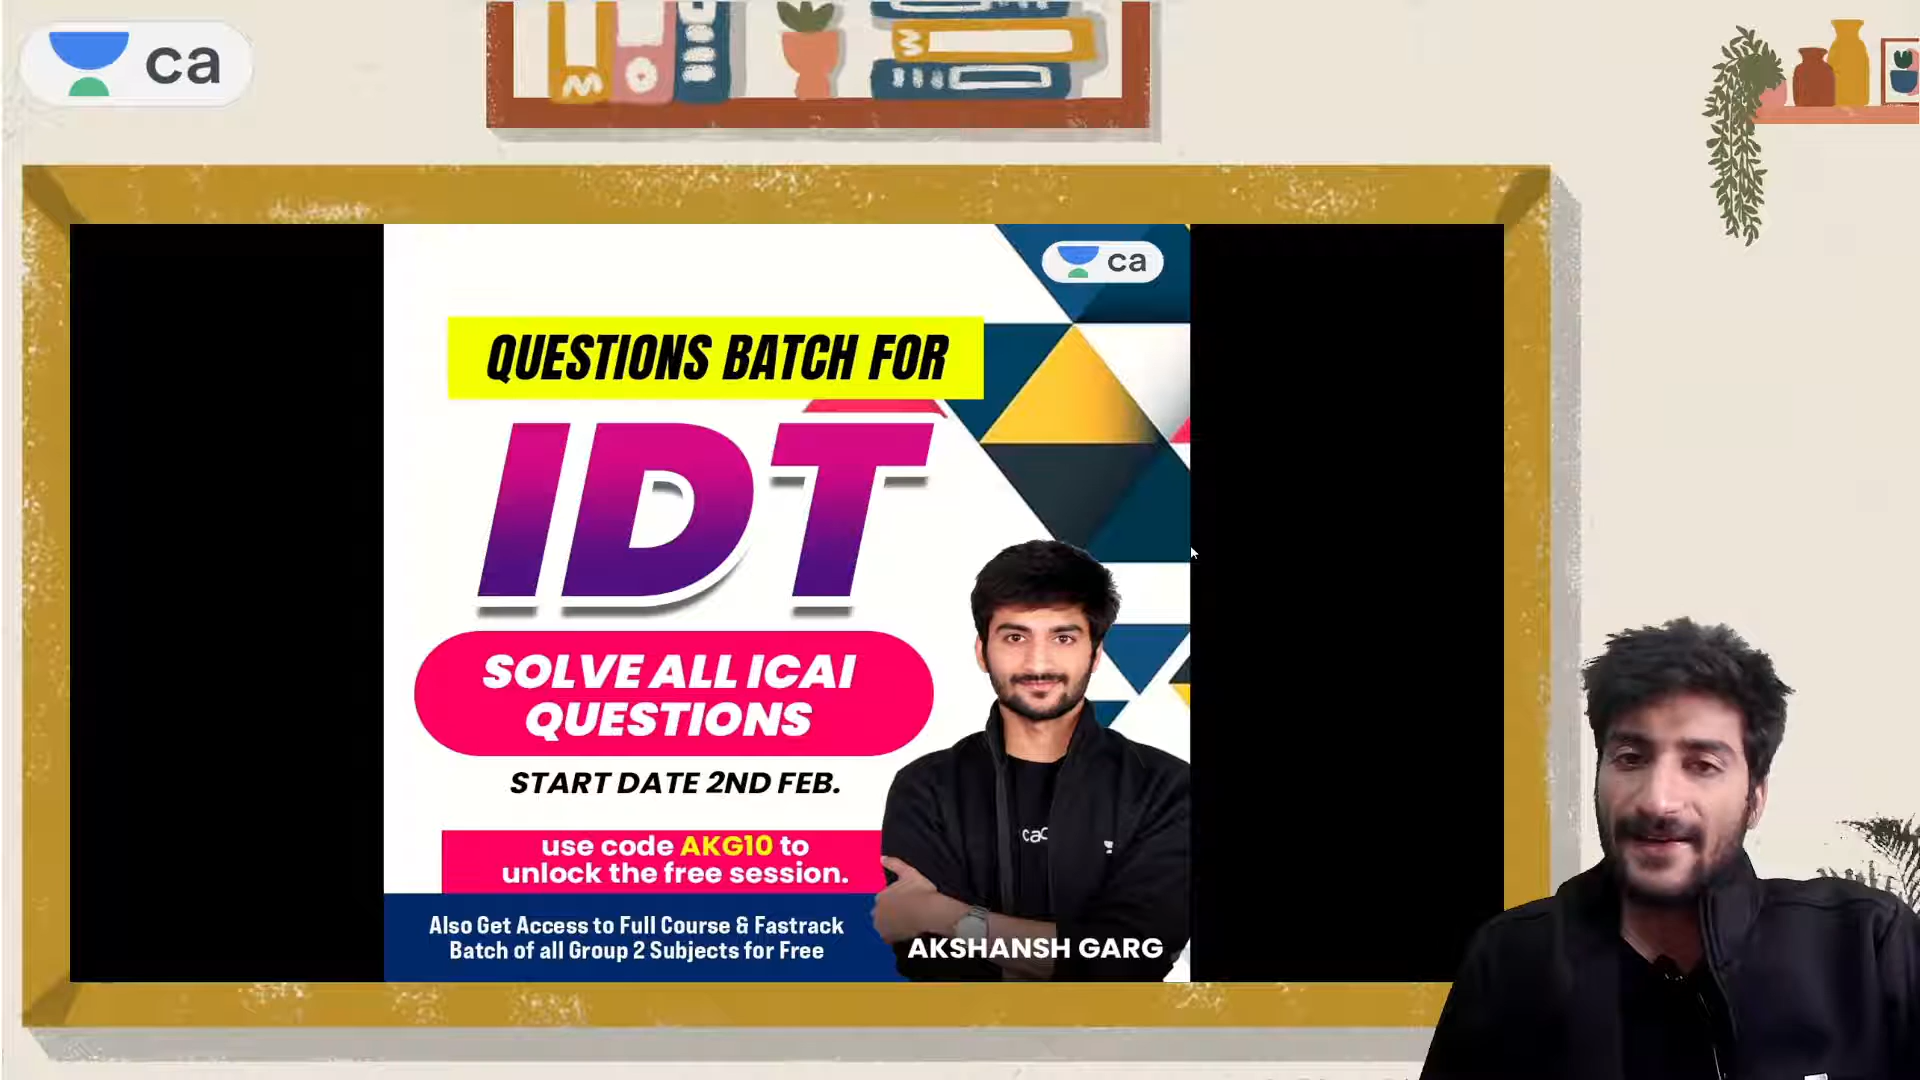 ca
ca
QUESTIONS BATCH FOR
IDT
SOLVE ALL ICAI
QUESTIONS
START DATE 2ND FEB.
use code AKG10 to
unlock the free session.
Also Get Access to Full Course & Fastrack
Batch of all Group 2 Subjects for Free
AKSHANSH GARG